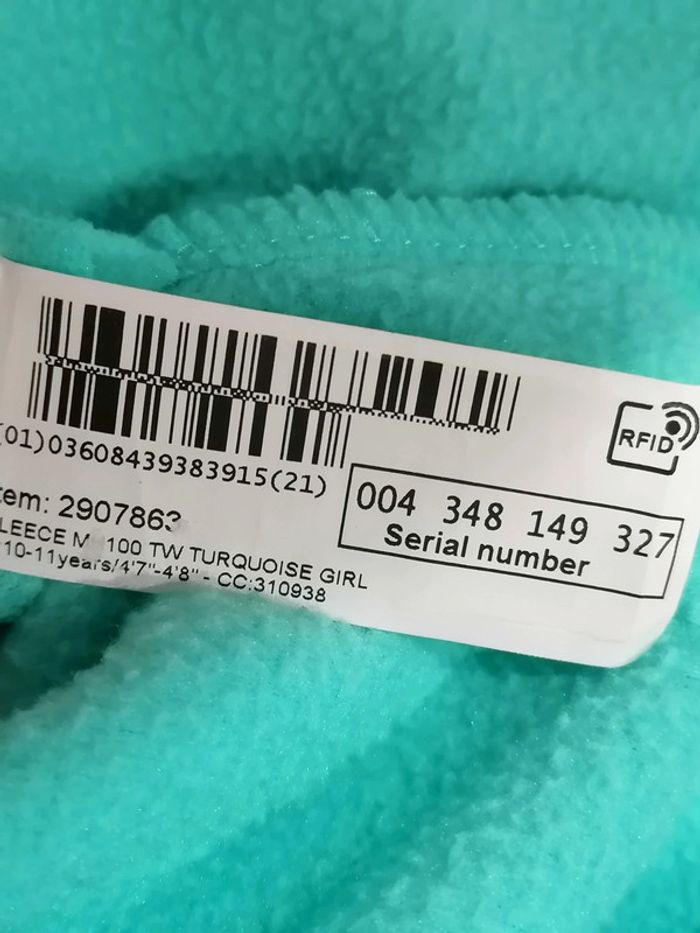 (01)03608439383915(21)
RFID
004 348 149 327
Serial number
tem: 2907863
LEECE M 100 TW TURQUOISE GIRL
10-11years/4'7"-4'8" - CC:310938